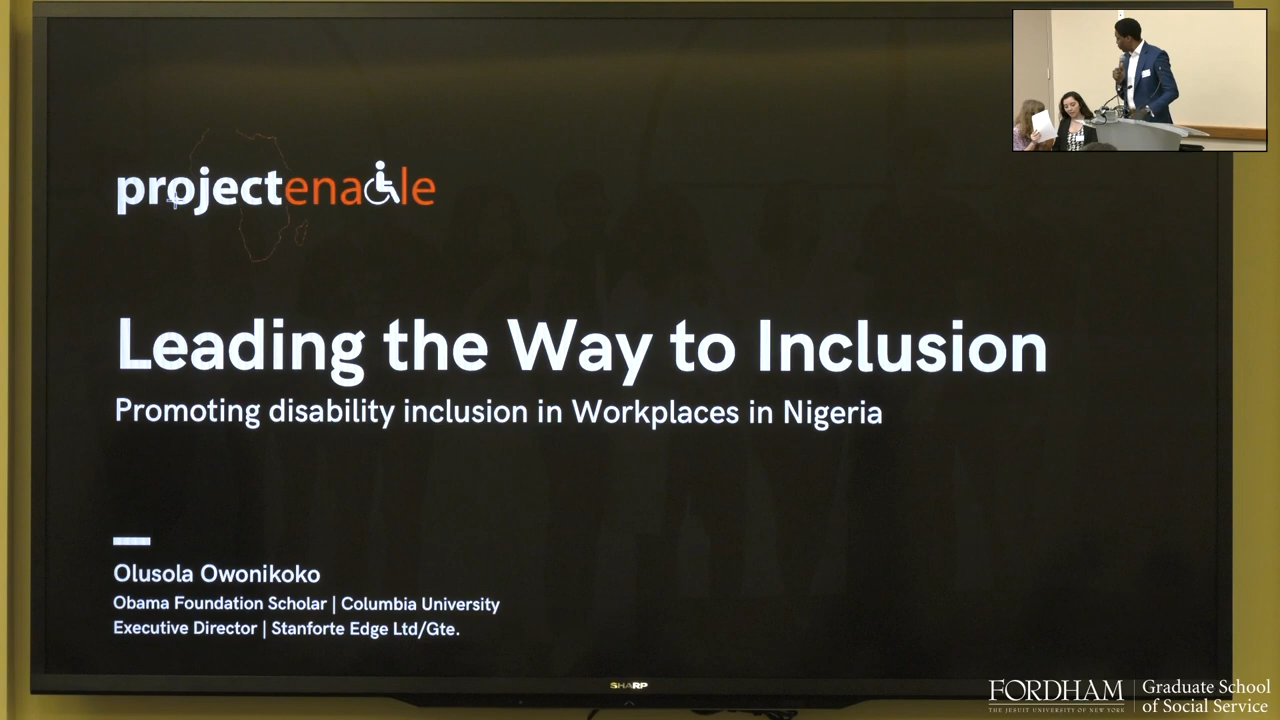 projectenable
Leading the Way to Inclusion
Promoting disability inclusion in Workplaces in Nigeria
Olusola Owonikoko
Obama Foundation Scholar | Columbia University
Executive Director | Stanforte Edge Ltd/Gte.
SHARP
FORDHAM
THE JESUIT UNIVERSITY OF NEW YORK
Graduate School
of Social Service